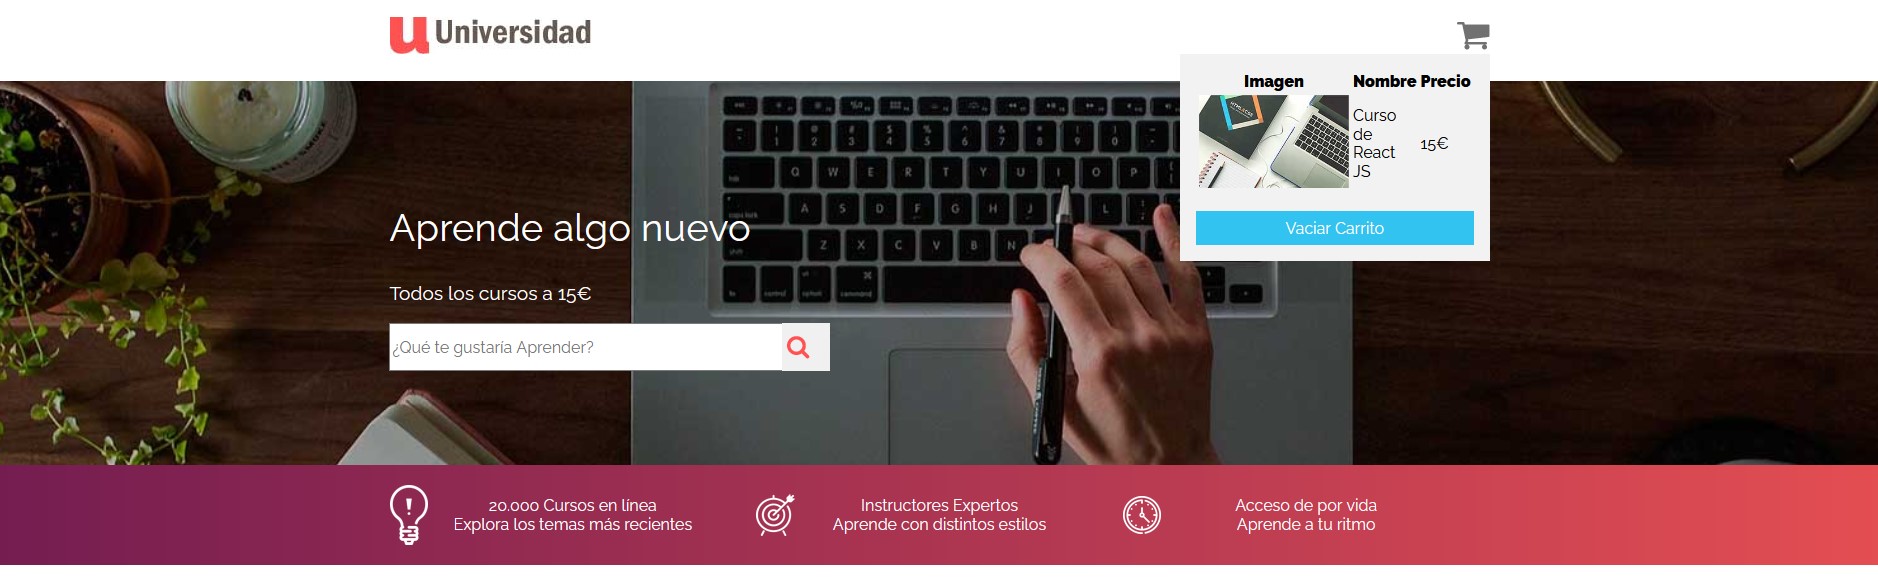 u Universidad
Imagen Nombre Precio
Curso
de
React
JS
15€
Vaciar Carrito
Aprende algo nuevo
Todos los cursos a 15€
¿Qué te gustaría Aprender?
20.000 Cursos en línea
Explora los temas más recientes
Instructores Expertos
Aprende con distintos estilos
Acceso de por vida
Aprende a tu ritmo